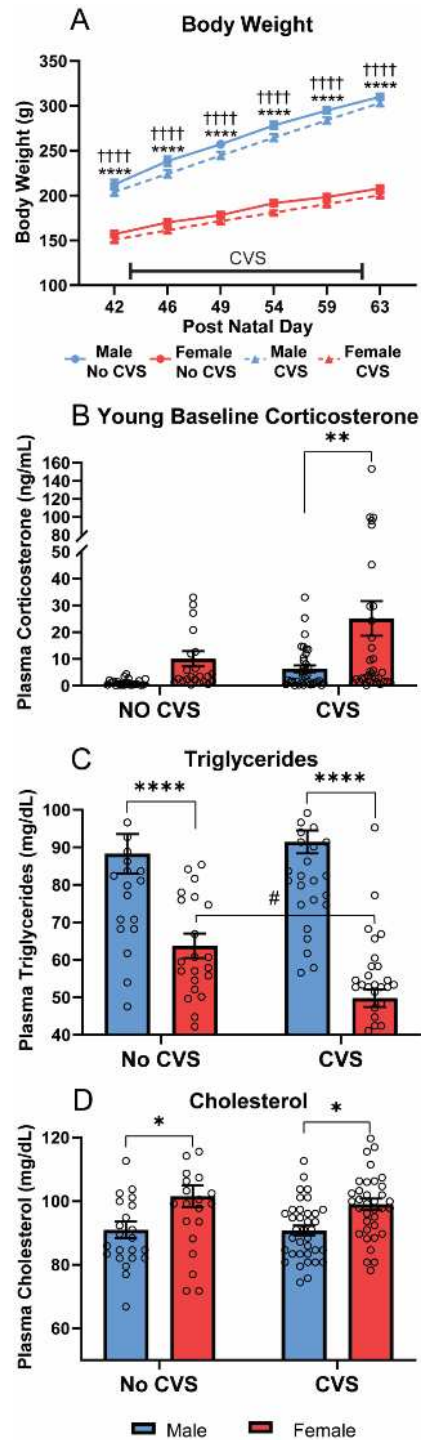 A Body Weight
Body Weight (g)
350
300
250
200
150
100
†††† †††† †††† †††† †††† ††††
**** **** **** **** **** ****
CVS
42 46 49 54 59 63
Post Natal Day
Male No CVS
Female No CVS
Male CVS
Female CVS
B Young Baseline Corticosterone
Plasma Corticosterone (ng/mL)
**
160
140
120
100
80
50
40
30
20
10
0
NO CVS CVS
C Triglycerides
Plasma Triglycerides (mg/dL)
**** ****
#
100
90
80
70
60
50
40
No CVS CVS
D Cholesterol
Plasma Cholesterol (mg/dL)
* *
120
100
80
60
No CVS CVS
Male Female